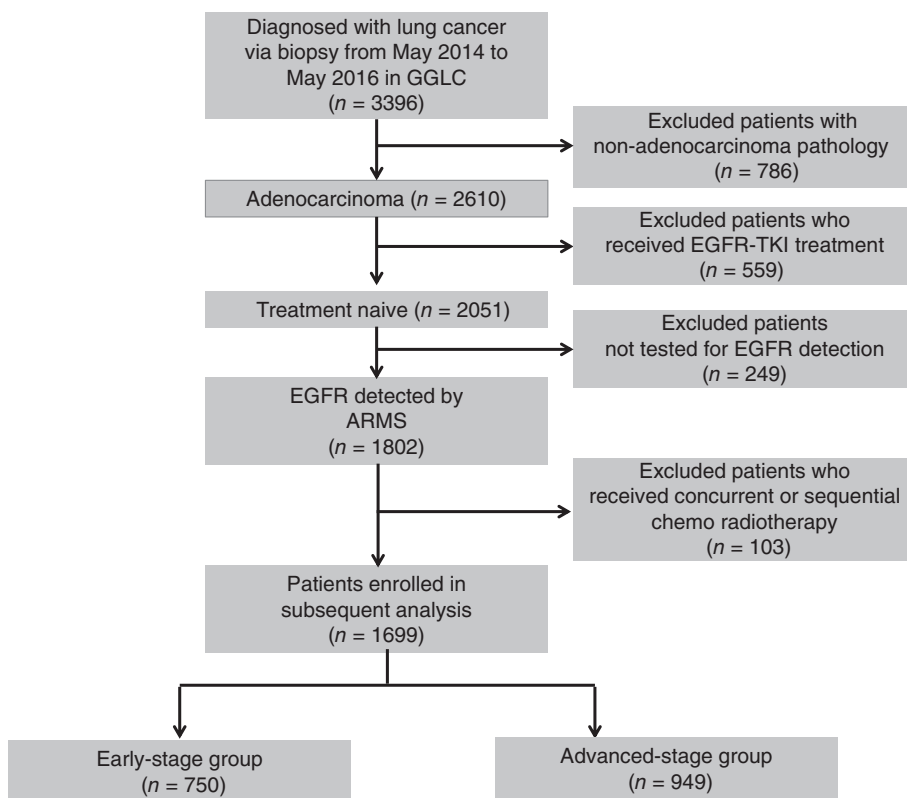 Diagnosed with lung cancer
via biopsy from May 2014 to
May 2016 in GGLC
(n = 3396)
Excluded patients with
non-adenocarcinoma pathology
(n = 786)
Adenocarcinoma (n = 2610)
Excluded patients who
received EGFR-TKI treatment
(n = 559)
Treatment naive (n = 2051)
Excluded patients
not tested for EGFR detection
(n = 249)
EGFR detected by
ARMS
(n = 1802)
Excluded patients who
received concurrent or sequential
chemo radiotherapy
(n = 103)
Patients enrolled in
subsequent analysis
(n = 1699)
Early-stage group
(n = 750)
Advanced-stage group
(n = 949)